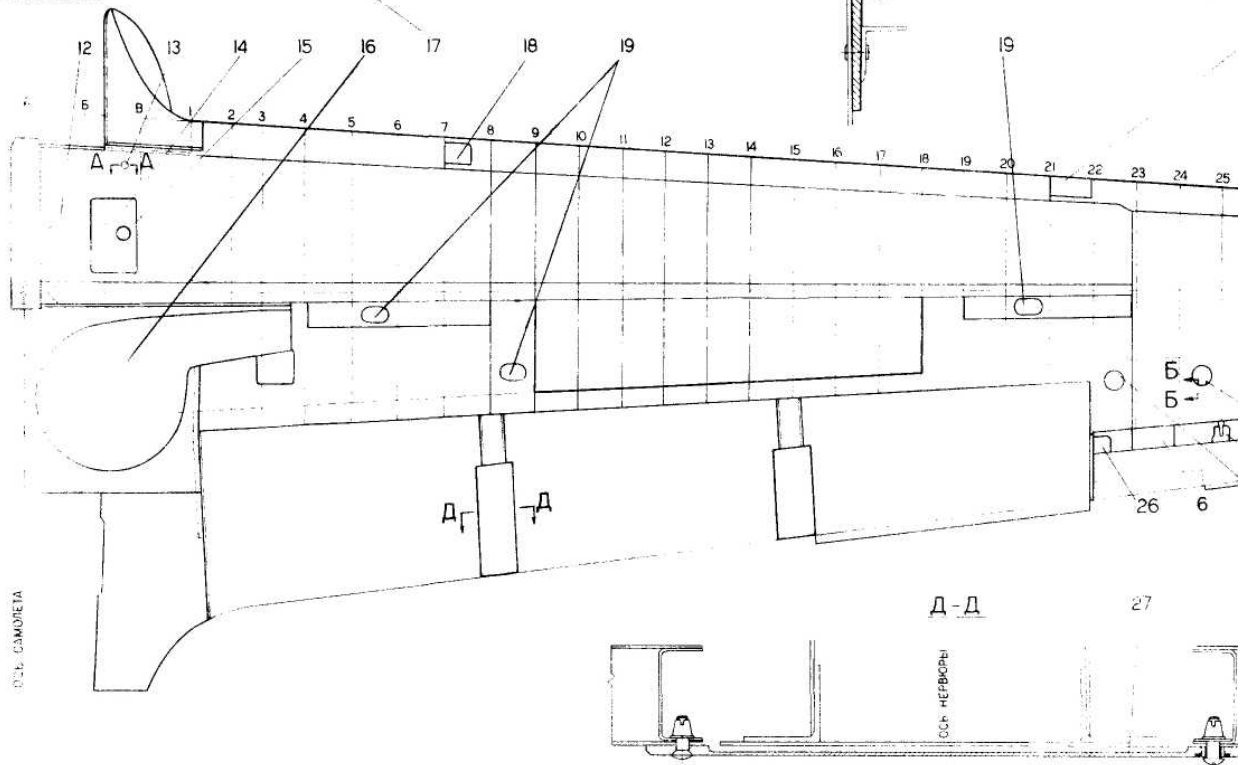 12 13 14 16 15 17 18 19 19
Б В 1 2 3 4 5 6 7 8 9 10 11 12 13 14 15 16 17 18 19 20 21 22 23 24 25
Д Д
Б
Б
Д Д
26 6
Д-Д 27
ОСЬ САМОЛЕТА
ОСЬ НЕРВЮРЫ